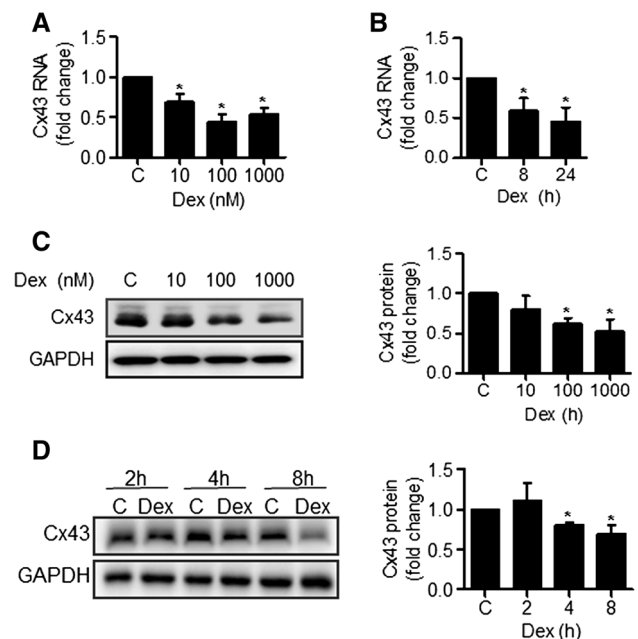 A
Cx43 RNA
(fold change)
1.5
1.0
0.5
0.0
*
*
*
C 10 100 1000
Dex (nM)
B
Cx43 RNA
(fold change)
1.5
1.0
0.5
0.0
*
*
C 8 24
Dex (h)
C
Dex (nM) C 10 100 1000
Cx43
GAPDH
Cx43 protein
(fold change)
1.5
1.0
0.5
0.0
*
*
C 10 100 1000
Dex (h)
D
2h 4h 8h
C Dex C Dex C Dex
Cx43
GAPDH
Cx43 protein
(fold change)
1.5
1.0
0.5
0.0
*
*
C 2 4 8
Dex (h)